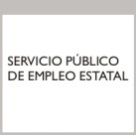 SERVICIO PÚBLICO
DE EMPLEO ESTATAL